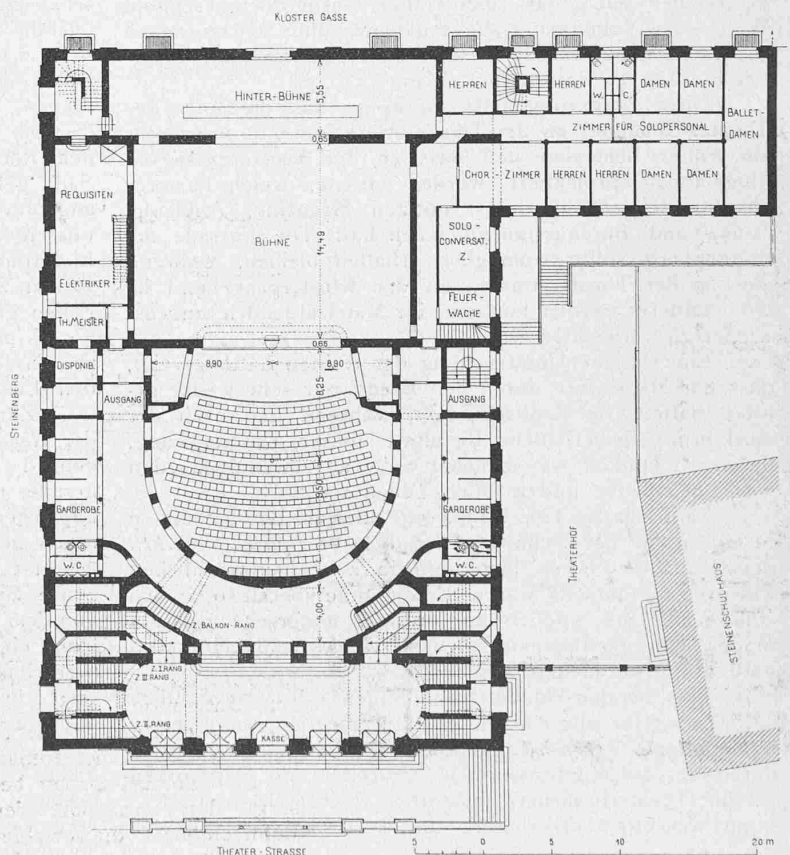 KLOSTER GASSE
HINTER-BÜHNE
5,55
0,65
HERREN
HERREN
W.
C.
DAMEN
DAMEN
BALLET-
DAMEN
ZIMMER FÜR SOLOPERSONAL
CHOR-ZIMMER
HERREN
HERREN
DAMEN
DAMEN
REQUISITEN
BÜHNE
14,49
SOLO
CONVERSAT.
ELEKTRIKER
FEUER-
WACHE
TH.MEISTER
0,65
DISPONIB.
8,90
8,90
AUSGANG
8,25
AUSGANG
STEINENBERG
9,50
GARDEROBE
GARDEROBE
W.C.
W.C.
THEATERHOF
STEINENSCHULHAUS
7,00
Z. BALKON-RANG
Z. I. RANG
Z. III. RANG
Z. II. RANG
KASSE
THEATER-STRASSE
5 0 5 10 20 m